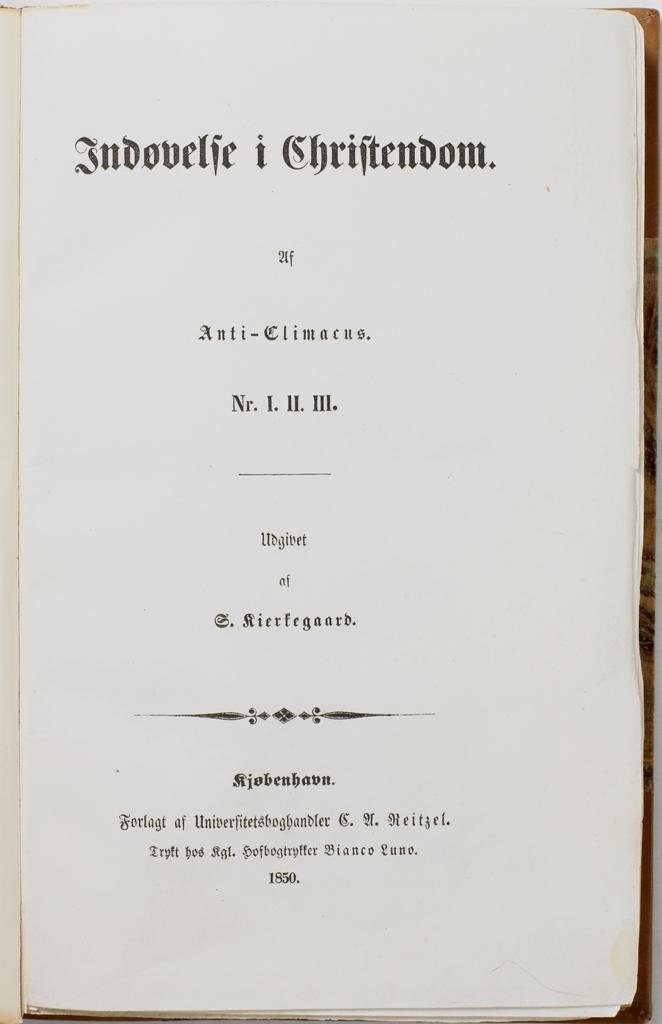 Indøvelse i Christendom.
Af
Anti-Climacus.
Nr. I. II. III.
Udgivet
af
S. Kierkegaard.
Kjøbenhavn.
Forlagt af Universitetsboghandler C. A. Reitzel.
Trykt hos Kgl. Hofbogtrykker Bianco Luno.
1850.